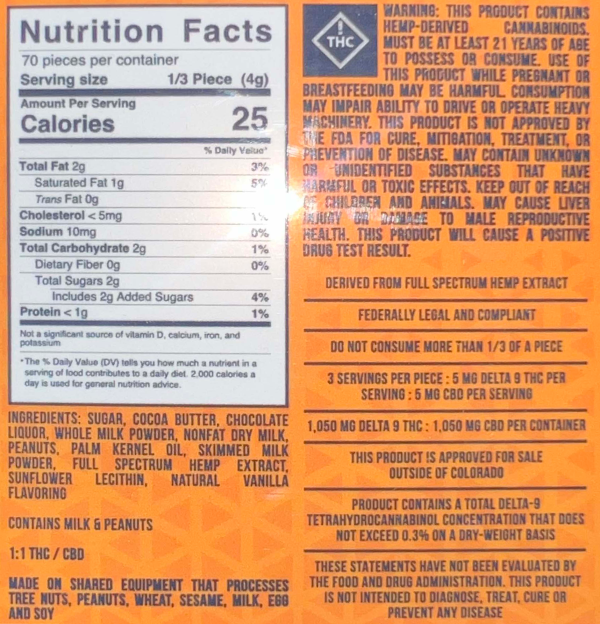 Nutrition Facts
70 pieces per container
Serving size 1/3 Piece (4g)
Amount Per Serving
Calories 25
% Daily Value*
Total Fat 2g 3%
Saturated Fat 1g 5%
Trans Fat 0g
Cholesterol < 5mg 1%
Sodium 10mg 0%
Total Carbohydrate 2g 1%
Dietary Fiber 0g 0%
Total Sugars 2g
Includes 2g Added Sugars 4%
Protein < 1g 1%
Not a significant source of vitamin D, calcium, iron, and
potassium
*The % Daily Value (DV) tells you how much a nutrient in a
serving of food contributes to a daily diet. 2,000 calories a
day is used for general nutrition advice.
INGREDIENTS: SUGAR, COCOA BUTTER, CHOCOLATE
LIQUOR, WHOLE MILK POWDER, NONFAT DRY MILK,
PEANUTS, PALM KERNEL OIL, SKIMMED MILK
POWDER, FULL SPECTRUM HEMP EXTRACT,
SUNFLOWER LECITHIN, NATURAL VANILLA
FLAVORING
CONTAINS MILK & PEANUTS
1:1 THC / CBD
MADE ON SHARED EQUIPMENT THAT PROCESSES
TREE NUTS, PEANUTS, WHEAT, SESAME, MILK, EGG
AND SOY
!
THC
WARNING: THIS PRODUCT CONTAINS
HEMP-DERIVED CANNABINOIDS.
MUST BE AT LEAST 21 YEARS OF AGE
TO POSSESS OR CONSUME. USE OF
THIS PRODUCT WHILE PREGNANT OR
BREASTFEEDING MAY BE HARMFUL. CONSUMPTION
MAY IMPAIR ABILITY TO DRIVE OR OPERATE HEAVY
MACHINERY. THIS PRODUCT IS NOT APPROVED BY
THE FDA FOR CURE, MITIGATION, TREATMENT, OR
PREVENTION OF DISEASE. MAY CONTAIN UNKNOWN
OR UNIDENTIFIED SUBSTANCES THAT HAVE
HARMFUL OR TOXIC EFFECTS. KEEP OUT OF REACH
OF CHILDREN AND ANIMALS. MAY CAUSE LIVER
INJURY OR DAMAGE TO MALE REPRODUCTIVE
HEALTH. THIS PRODUCT WILL CAUSE A POSITIVE
DRUG TEST RESULT.
DERIVED FROM FULL SPECTRUM HEMP EXTRACT
FEDERALLY LEGAL AND COMPLIANT
DO NOT CONSUME MORE THAN 1/3 OF A PIECE
3 SERVINGS PER PIECE : 5 MG DELTA 9 THC PER
SERVING : 5 MG CBD PER SERVING
1,050 MG DELTA 9 THC : 1,050 MG CBD PER CONTAINER
THIS PRODUCT IS APPROVED FOR SALE
OUTSIDE OF COLORADO
PRODUCT CONTAINS A TOTAL DELTA-9
TETRAHYDROCANNABINOL CONCENTRATION THAT DOES
NOT EXCEED 0.3% ON A DRY-WEIGHT BASIS
THESE STATEMENTS HAVE NOT BEEN EVALUATED BY
THE FOOD AND DRUG ADMINISTRATION. THIS PRODUCT
IS NOT INTENDED TO DIAGNOSE, TREAT, CURE OR
PREVENT ANY DISEASE